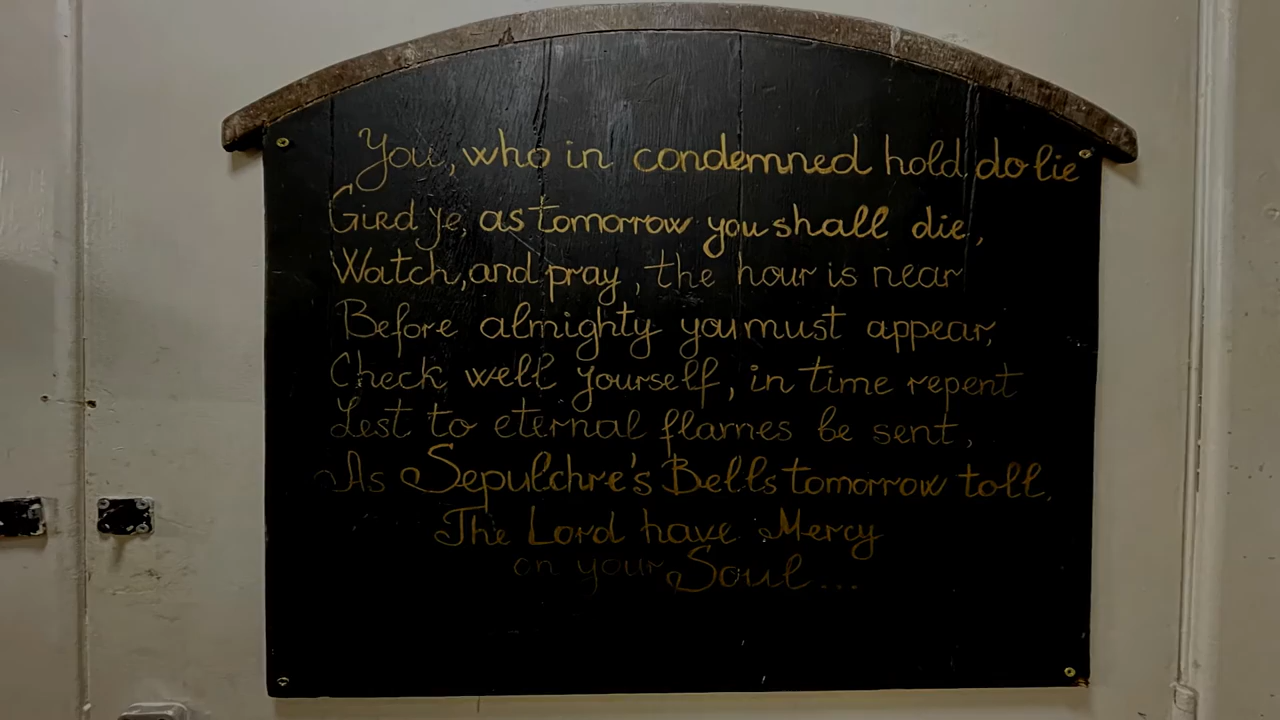 You, who in condemned hold do lie
Gird ye, as tomorrow you shall die,
Watch, and pray, the hour is near
Before almighty you must appear,
Check well yourself, in time repent
Lest to eternal flames be sent,
As Sepulchre's Bells tomorrow toll,
The Lord have Mercy
on your Soul...